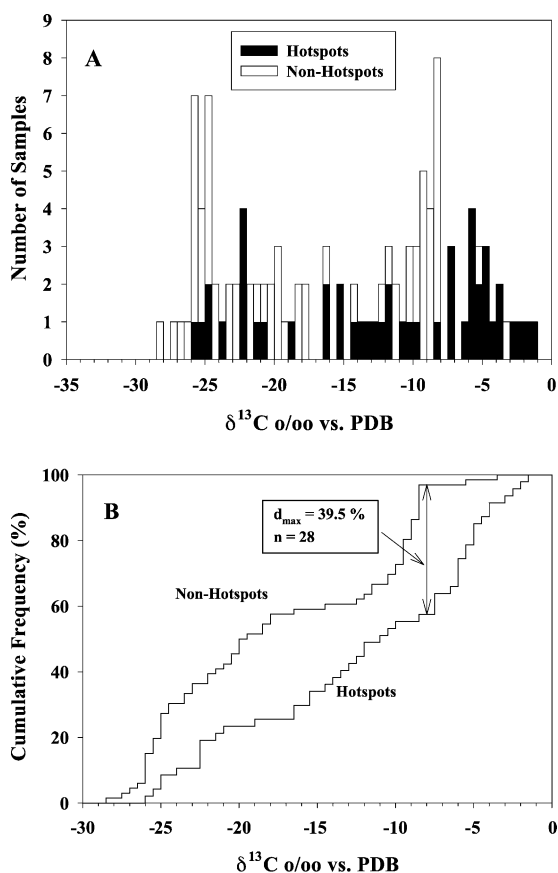 A
Hotspots
Non-Hotspots
Number of Samples
9
8
7
6
5
4
3
2
1
0
-35 -30 -25 -20 -15 -10 -5 0
δ¹³C o/oo vs. PDB
B
dmax = 39.5 %
n = 28
Non-Hotspots
Hotspots
Cumulative Frequency (%)
100
80
60
40
20
0
-30 -25 -20 -15 -10 -5 0
δ¹³C o/oo vs. PDB